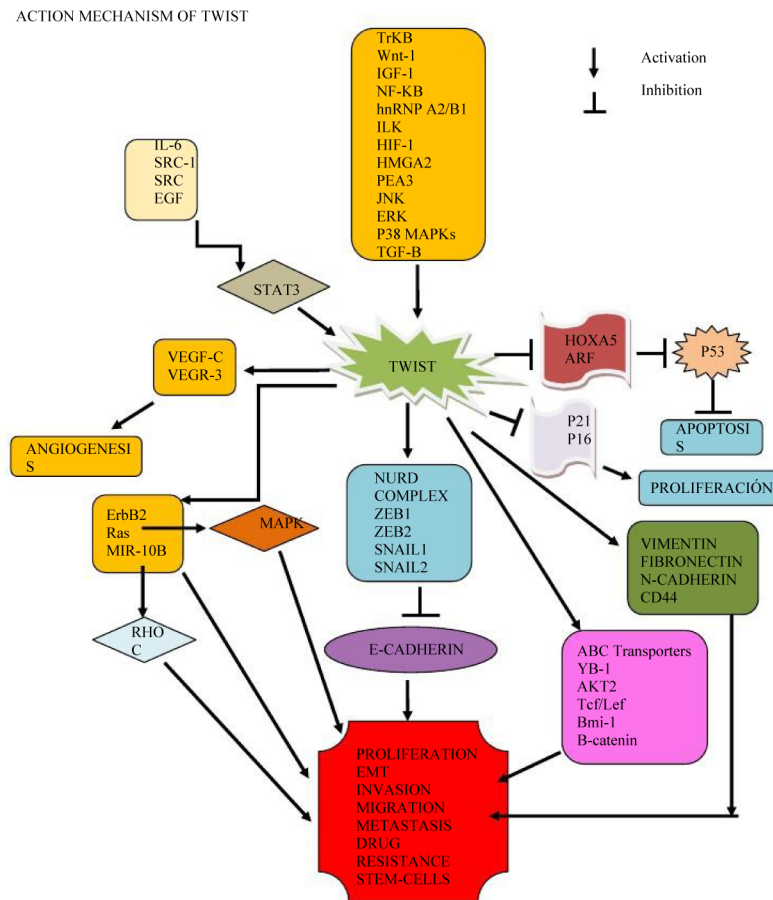 ACTION MECHANISM OF TWIST
TrKB
Wnt-1
IGF-1
NF-KB
hnRNP A2/B1
ILK
HIF-1
HMGA2
PEA3
JNK
ERK
P38 MAPKs
TGF-B
Activation
Inhibition
IL-6
SRC-1
SRC
EGF
STAT3
TWIST
HOXA5
ARF
P53
VEGF-C
VEGR-3
P21
P16
APOPTOSI
S
ANGIOGENESI
S
PROLIFERACIÓN
NURD
COMPLEX
ZEB1
ZEB2
SNAIL1
SNAIL2
ErbB2
Ras
MIR-10B
MAPK
VIMENTIN
FIBRONECTIN
N-CADHERIN
CD44
RHO
C
E-CADHERIN
ABC Transporters
YB-1
AKT2
Tcf/Lef
Bmi-1
B-catenin
PROLIFERATION
EMT
INVASION
MIGRATION
METASTASIS
DRUG
RESISTANCE
STEM-CELLS